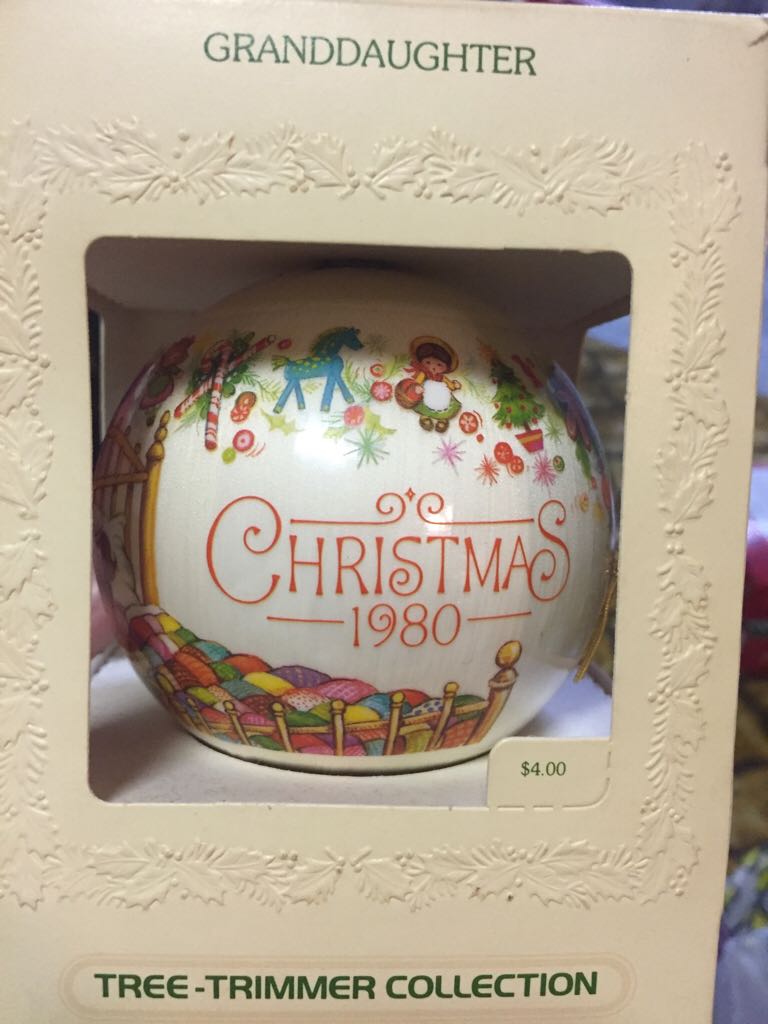 GRANDDAUGHTER
CHRISTMAS
1980
$4.00
TREE-TRIMMER COLLECTION